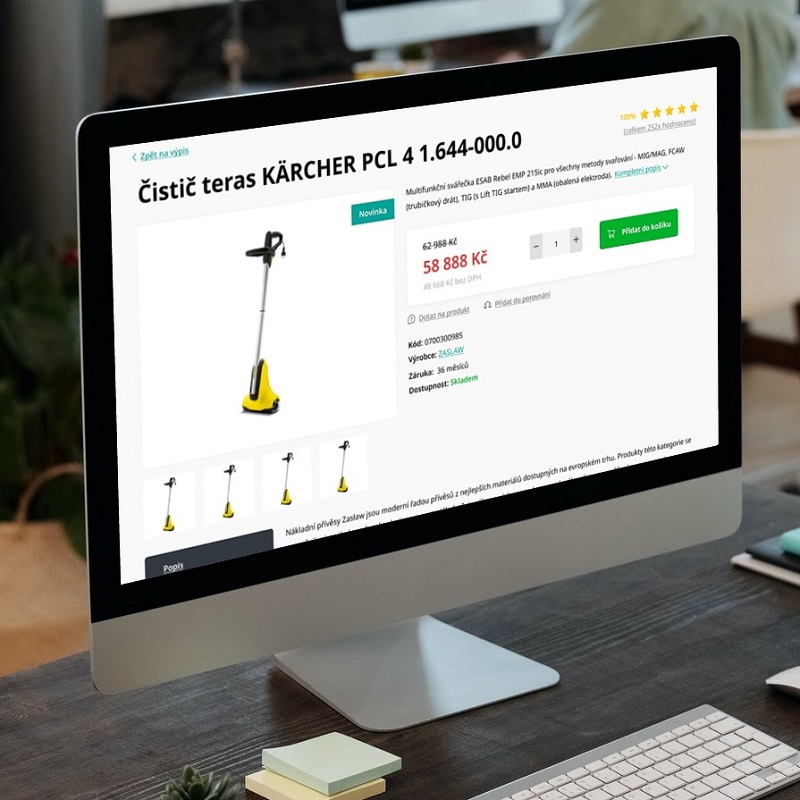 Zpět na výpis
Čistič teras KÄRCHER PCL 4 1.644-000.0
100%
(celkem 252x hodnoceno)
Novinka
Multifunkční svářečka ESAB Rebel EMP 215ic pro všechny metody svařování - MIG/MAG, FCAW
(trubičkový drát), TIG (s Lift TIG startem) a MMA (obalená elektroda). Kompletní popis
62 988 Kč
58 888 Kč
48 668 Kč bez DPH
− 1 +
Přidat do košíku
Dotaz na produkt
Přidat do porovnání
Kód: 0700300985
Výrobce: ZASLAW
Záruka: 36 měsíců
Dostupnost: Skladem
Popis
Nákladní přívěsy Zasław jsou moderní řadou přívěsů z nejlepších materiálů dostupných na evropském trhu. Produkty této kategorie se